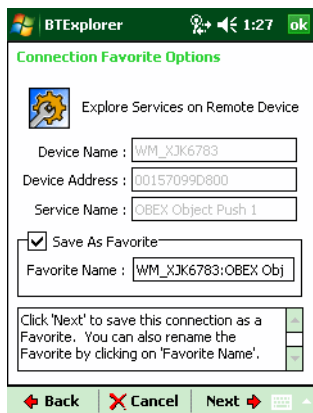 BTExplorer 1:27 ok
Connection Favorite Options
Explore Services on Remote Device
Device Name : WM_XJK6783
Device Address : 00157099D800
Service Name : OBEX Object Push 1
Save As Favorite
Favorite Name : WM_XJK6783:OBEX Obj
Click 'Next' to save this connection as a
Favorite. You can also rename the
Favorite by clicking on 'Favorite Name'.
Back Cancel Next